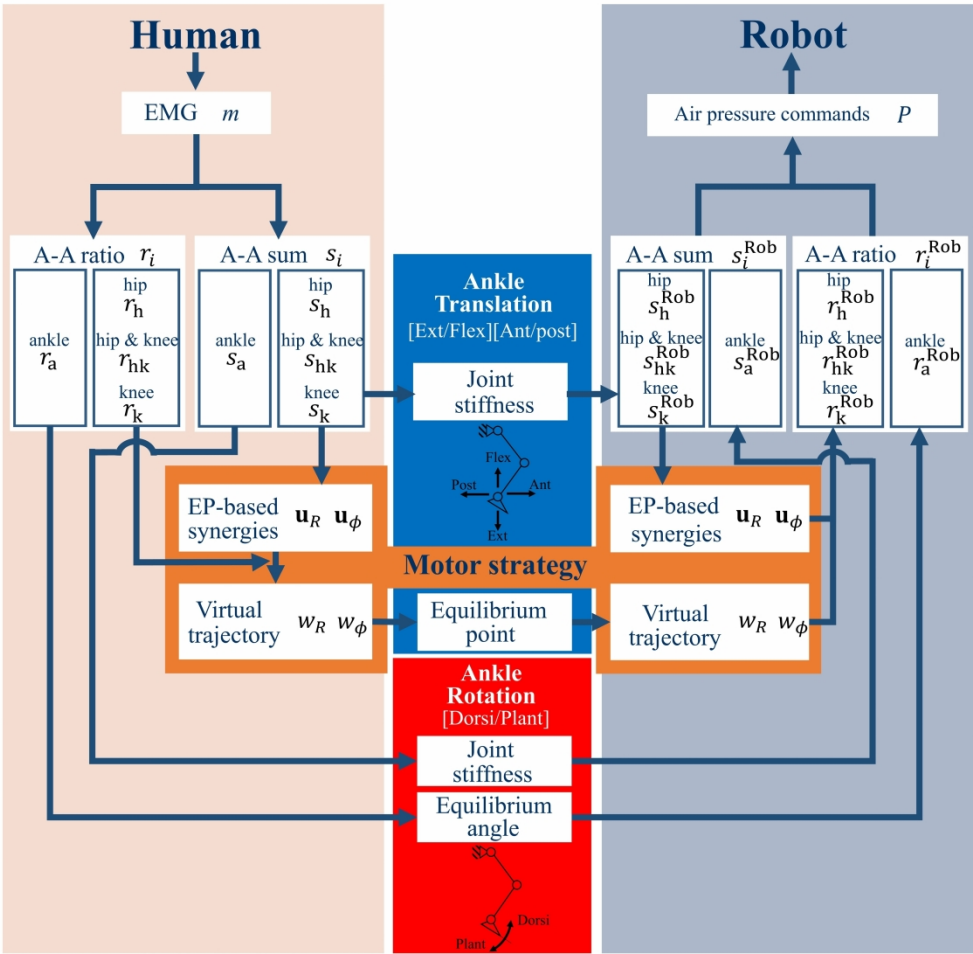 Human
EMG m
A-A ratio r_i
ankle
r_a
hip
r_h
hip & knee
r_hk
knee
r_k
A-A sum s_i
ankle
s_a
hip
s_h
hip & knee
s_hk
knee
s_k
EP-based
synergies
𝐮_R 𝐮_ϕ
Virtual
trajectory
w_R w_ϕ
Ankle
Translation
[Ext/Flex][Ant/post]
Joint
stiffness
Flex
Post
Ant
Ext
Motor strategy
Equilibrium
point
Ankle
Rotation
[Dorsi/Plant]
Joint
stiffness
Equilibrium
angle
Dorsi
Plant
Robot
Air pressure commands P
A-A sum s_i^Rob
hip
s_h^Rob
hip & knee
s_hk^Rob
knee
s_k^Rob
ankle
s_a^Rob
A-A ratio r_i^Rob
hip
r_h^Rob
hip & knee
r_hk^Rob
knee
r_k^Rob
ankle
r_a^Rob
EP-based
synergies
𝐮_R 𝐮_ϕ
Virtual
trajectory
w_R w_ϕ